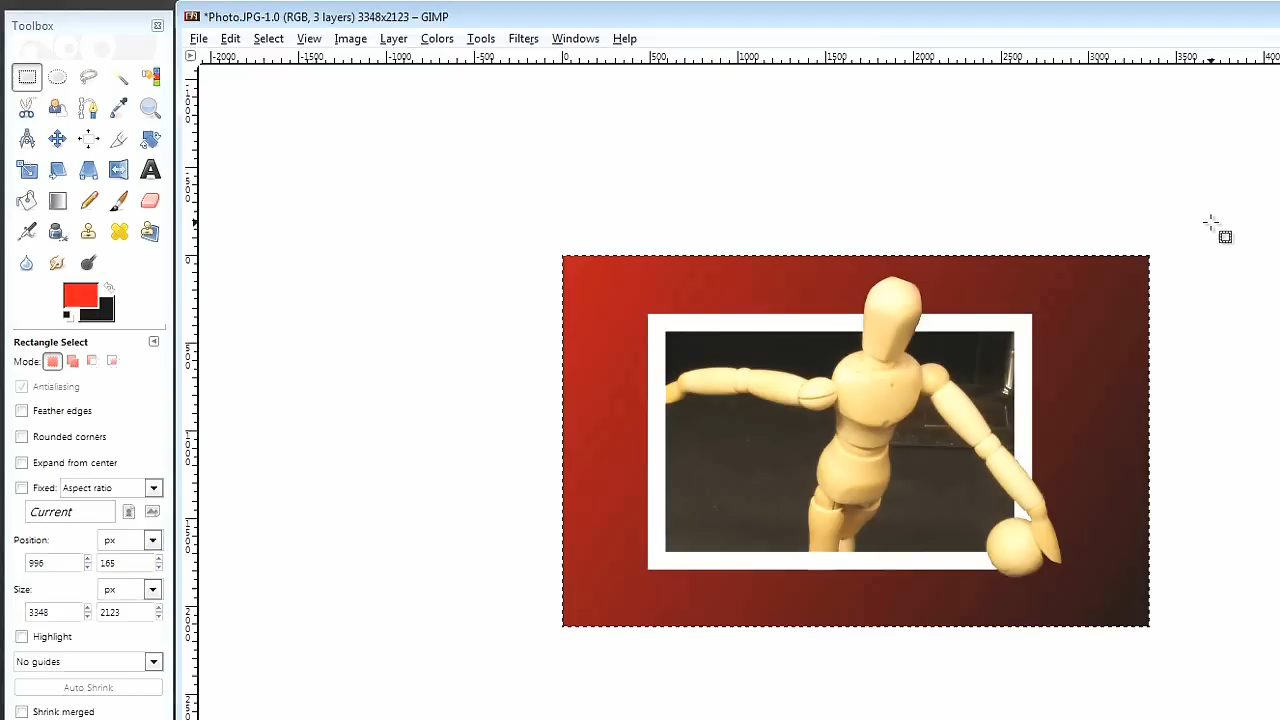 *Photo.JPG-1.0 (RGB, 3 layers) 3348x2123 – GIMP
Toolbox
File Edit Select View Image Layer Colors Tools Filters Windows Help
-2000 -1500 -1000 -500 0 500 1000 1500 2000 2500 3000 3500 400
Rectangle Select
Mode:
Antialiasing
Feather edges
Rounded corners
Expand from center
Fixed: Aspect ratio
Current
Position: px
996 165
Size: px
3348 2123
Highlight
No guides
Auto Shrink
Shrink merged